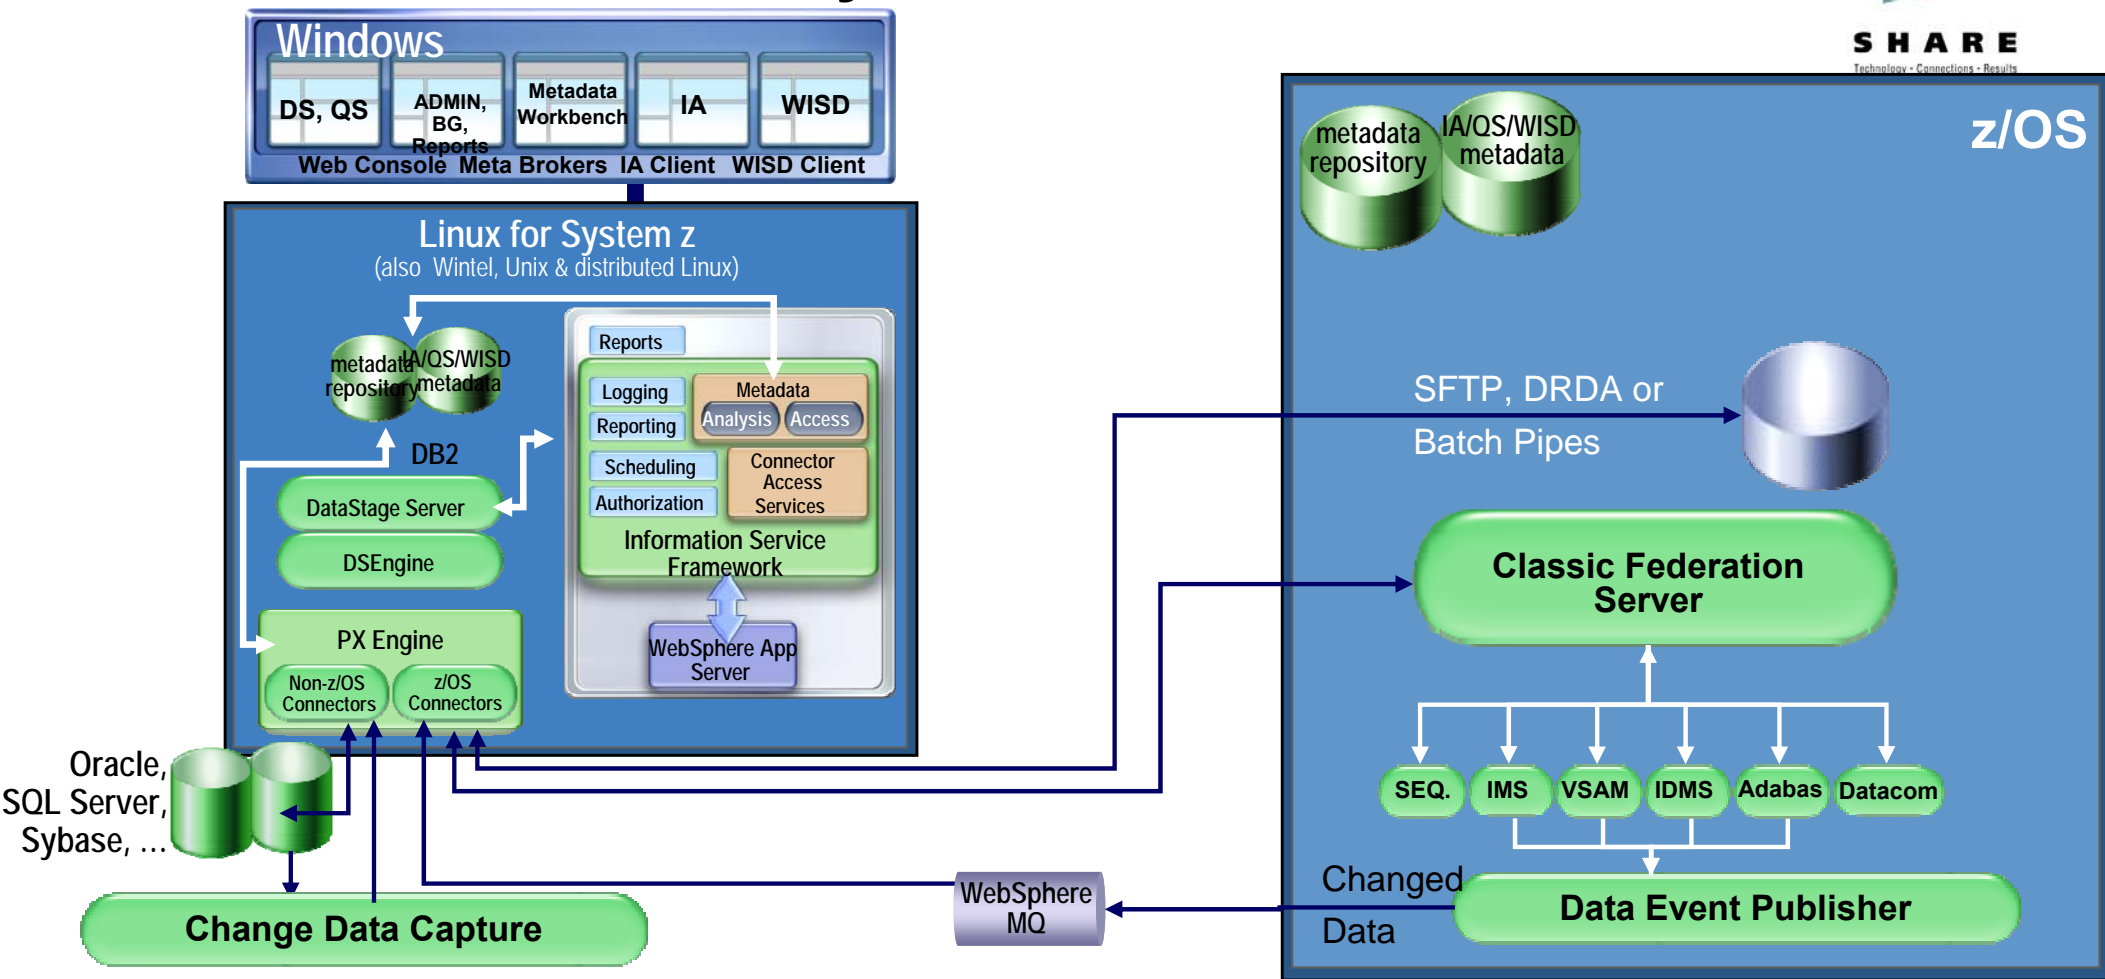 SHARE
Technology · Connections · Results
Windows
DS, QS
ADMIN,
BG,
Reports
Metadata
Workbench
IA
WISD
Web Console Meta Brokers IA Client WISD Client
z/OS
metadata
repository
IA/QS/WISD
metadata
Linux for System z
(also Wintel, Unix & distributed Linux)
metadata
repository
IA/QS/WISD
metadata
DB2
DataStage Server
DSEngine
Reports
Logging
Reporting
Scheduling
Authorization
Metadata
Analysis
Access
Connector
Access
Services
Information Service
Framework
WebSphere App
Server
PX Engine
Non-z/OS
Connectors
z/OS
Connectors
SFTP, DRDA or
Batch Pipes
Classic Federation
Server
SEQ.
IMS
VSAM
IDMS
Adabas
Datacom
Oracle,
SQL Server,
Sybase, ...
Change Data Capture
WebSphere
MQ
Changed
Data
Data Event Publisher